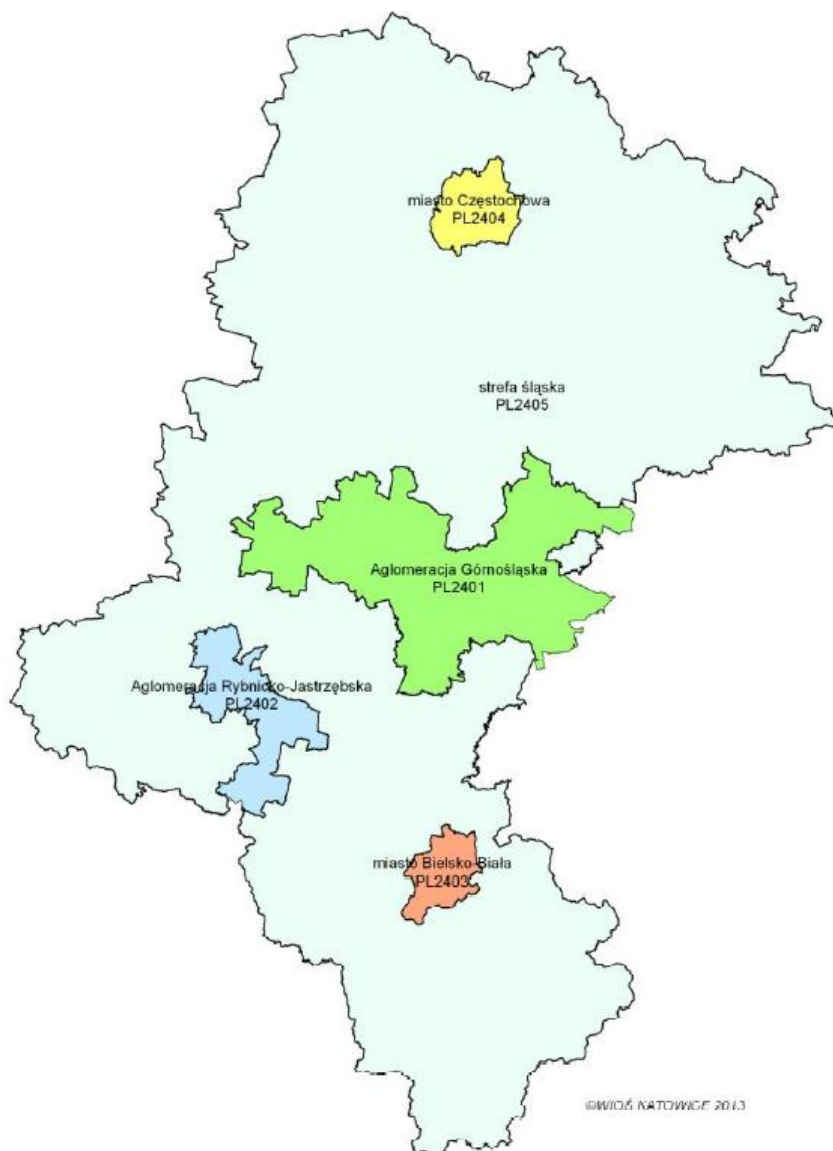 miasto Częstochowa
PL2404
strefa śląska
PL2405
Aglomeracja Górnośląska
PL2401
Aglomeracja Rybnicko-Jastrzębska
PL2402
miasto Bielsko-Biała
PL2403
©WIOŚ KATOWICE 2013